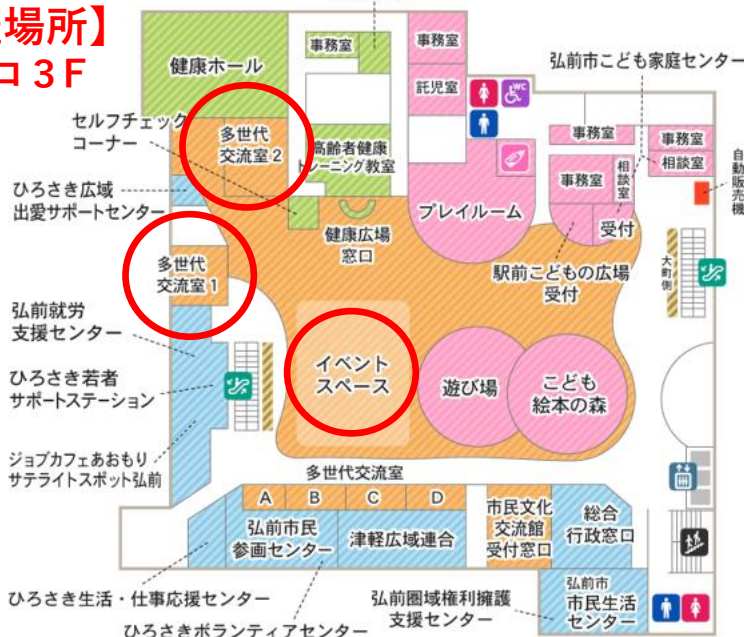 場所】
3F
健康ホール
事務室
事務室
託児室
弘前市こども家庭センター
セルフチェック
コーナー
多世代
交流室2
高齢者健康
トレーニング教室
事務室
事務室
相談室
事務室
相談室
自動販売機
ひろさき広域
出愛サポートセンター
プレイルーム
受付
健康広場
窓口
多世代
交流室1
駅前こどもの広場
受付
大町側
弘前就労
支援センター
イベント
スペース
遊び場
こども
絵本の森
ひろさき若者
サポートステーション
ジョブカフェあおもり
サテライトスポット弘前
多世代交流室
A B C D
弘前市民
参画センター
津軽広域連合
市民文化
交流館
受付窓口
総合
行政窓口
ひろさき生活・仕事応援センター
ひろさきボランティアセンター
弘前圏域権利擁護
支援センター
弘前市
市民生活
センター
WC